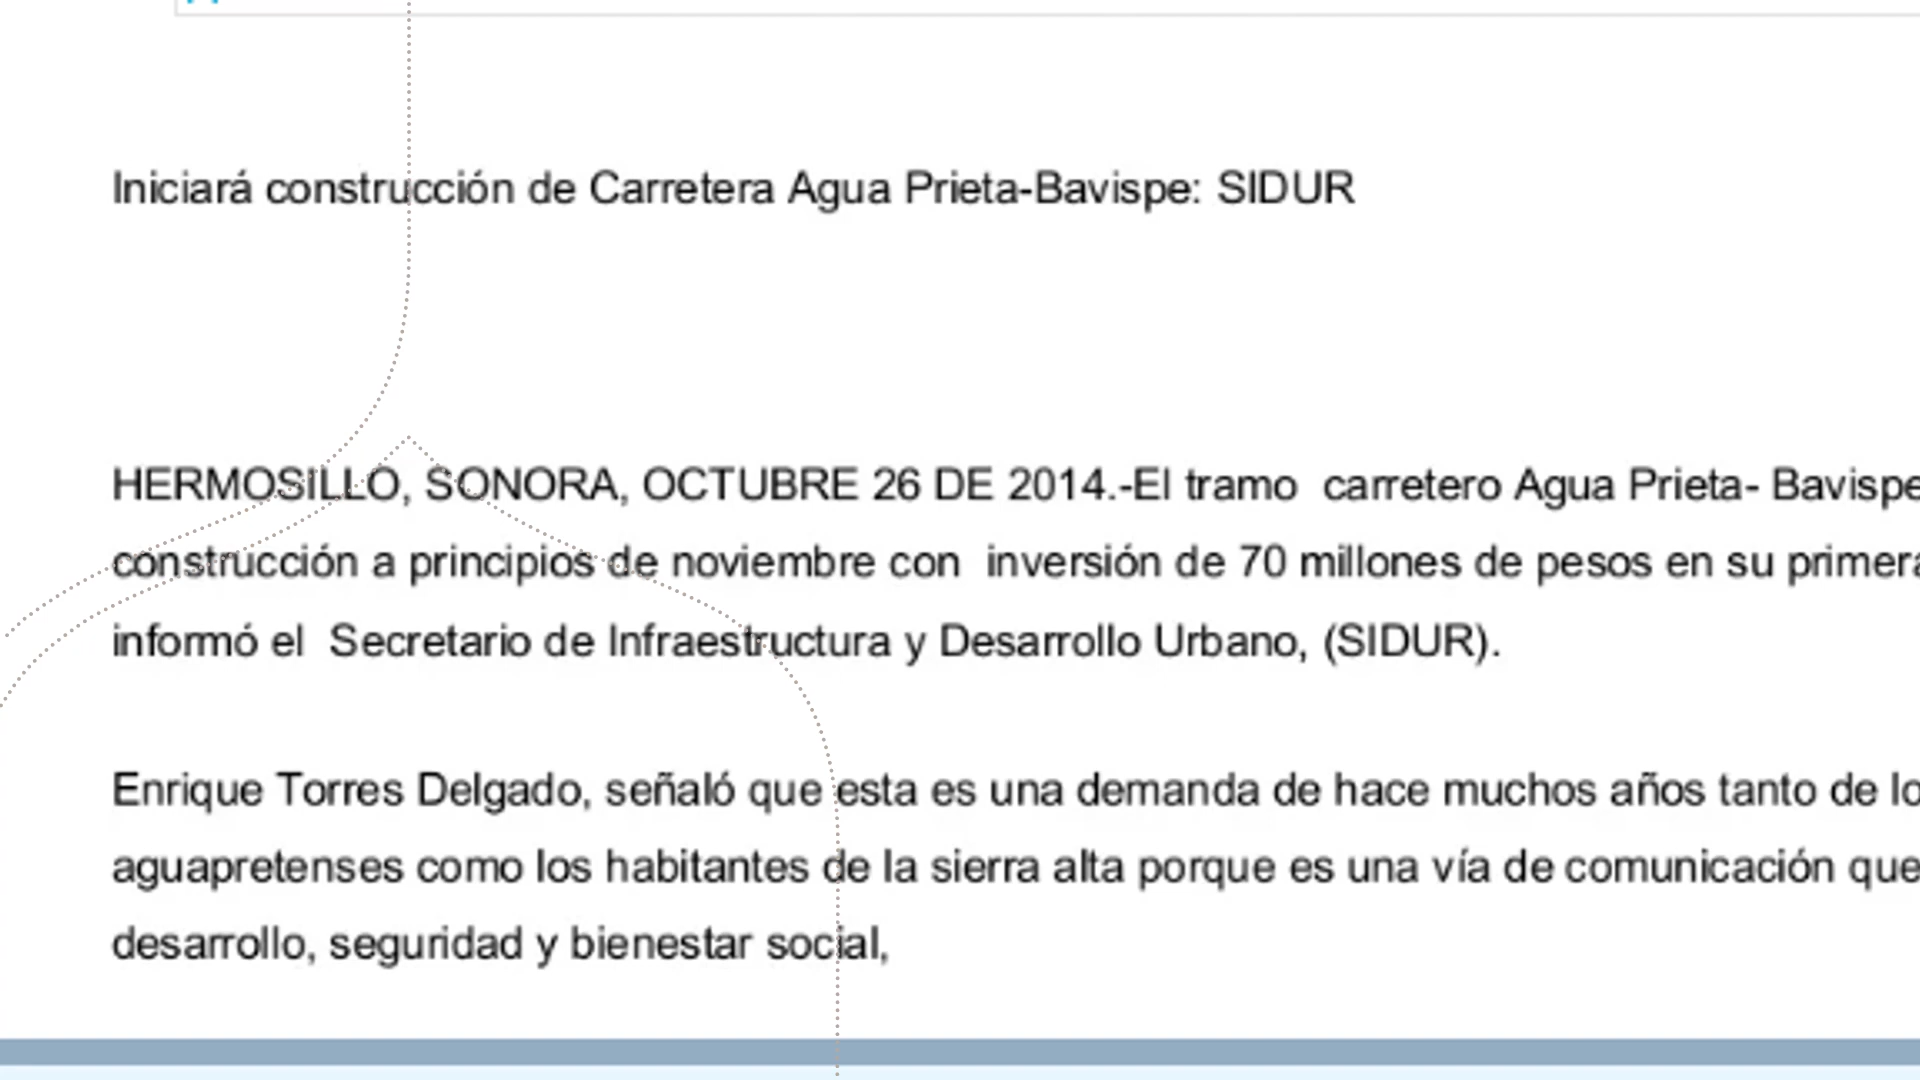 Iniciará construcción de Carretera Agua Prieta-Bavispe: SIDUR
HERMOSILLO, SONORA, OCTUBRE 26 DE 2014.-El tramo carretero Agua Prieta- Bavispe
construcción a principios de noviembre con inversión de 70 millones de pesos en su primera
informó el Secretario de Infraestructura y Desarrollo Urbano, (SIDUR).
Enrique Torres Delgado, señaló que esta es una demanda de hace muchos años tanto de lo
aguapretenses como los habitantes de la sierra alta porque es una vía de comunicación que
desarrollo, seguridad y bienestar social,